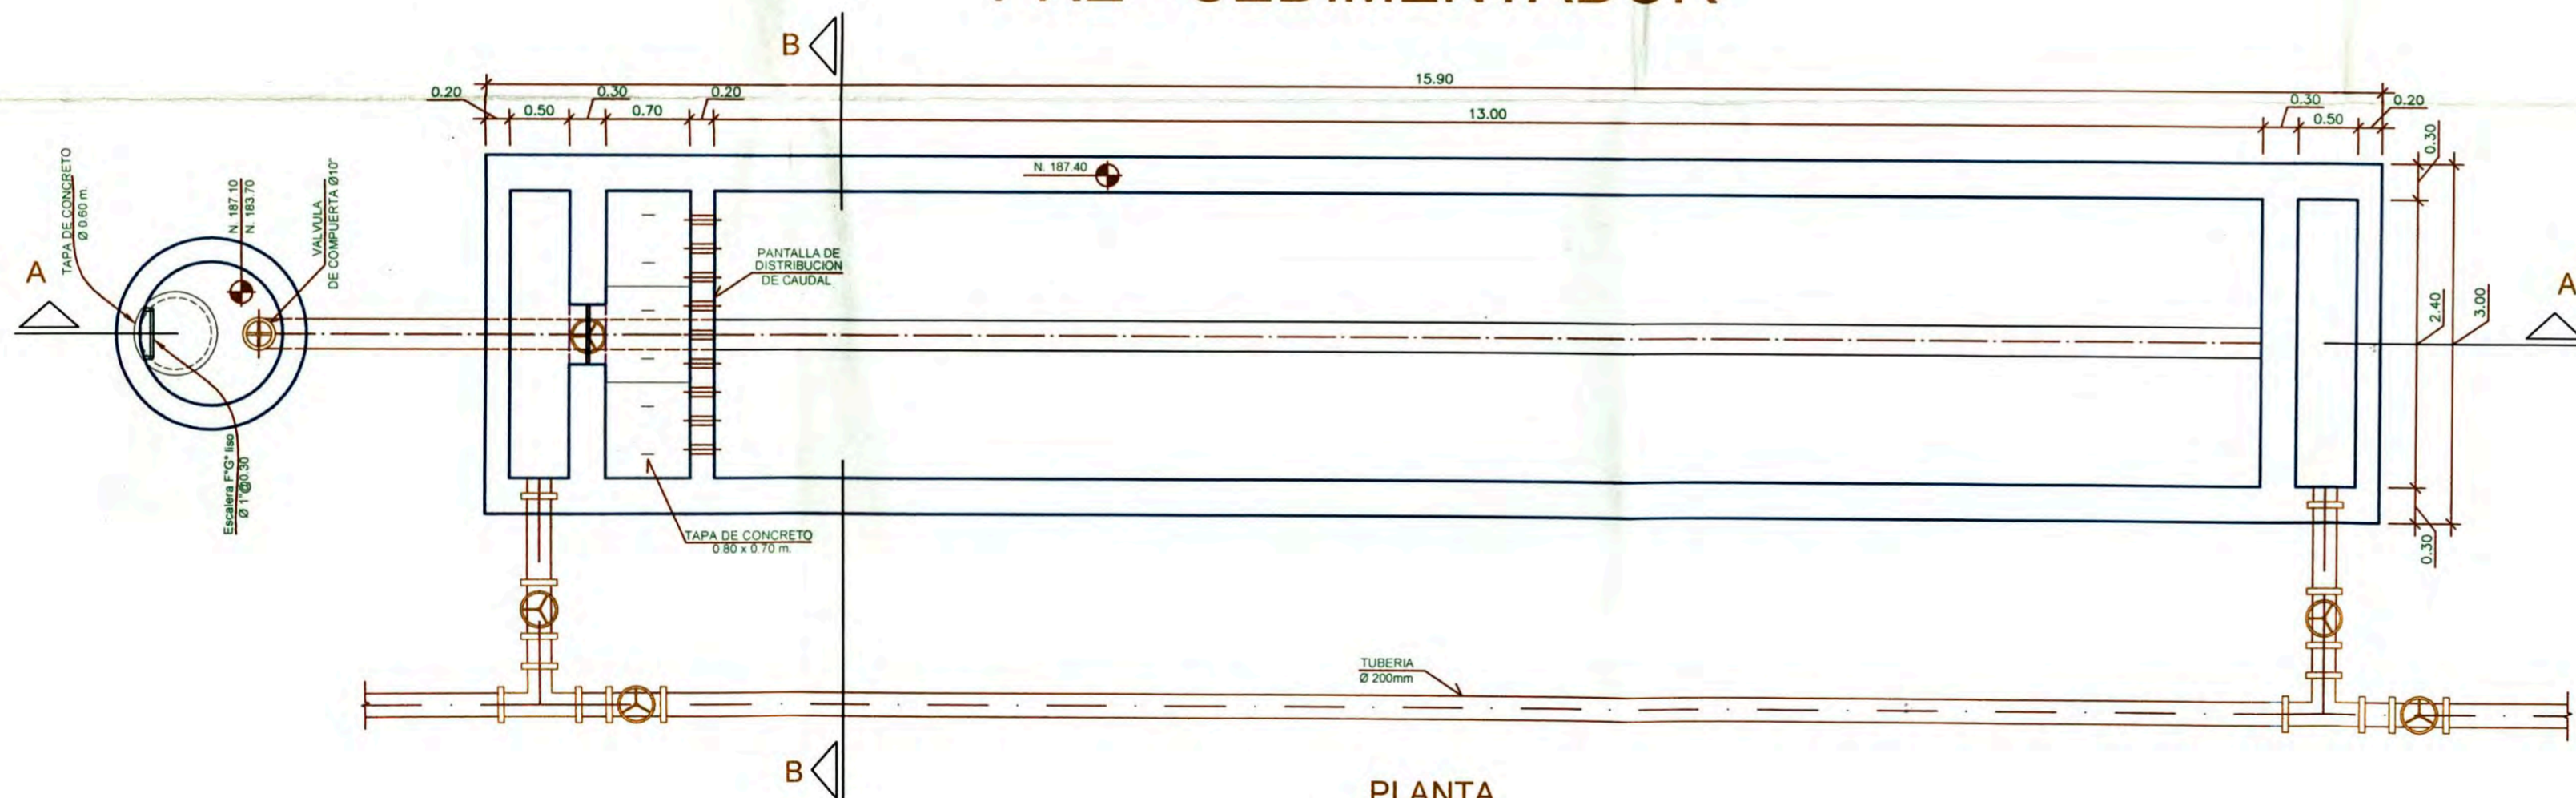 PRE - SEDIMENTADOR
B
15.90
0.20
0.50
0.30
0.70
0.20
13.00
0.30
0.50
0.20
0.30
2.40
3.00
0.30
N. 187.40
TAPA DE CONCRETO
Ø 0.60 m.
N. 187.10
N. 183.70
VALVULA
DE COMPUERTA Ø10"
A
A
PANTALLA DE
DISTRIBUCION
DE CAUDAL
Escalera F°G° liso
Ø 1"@0.30
TAPA DE CONCRETO
0.80 x 0.70 m.
TUBERIA
Ø 200mm
B
PLANTA